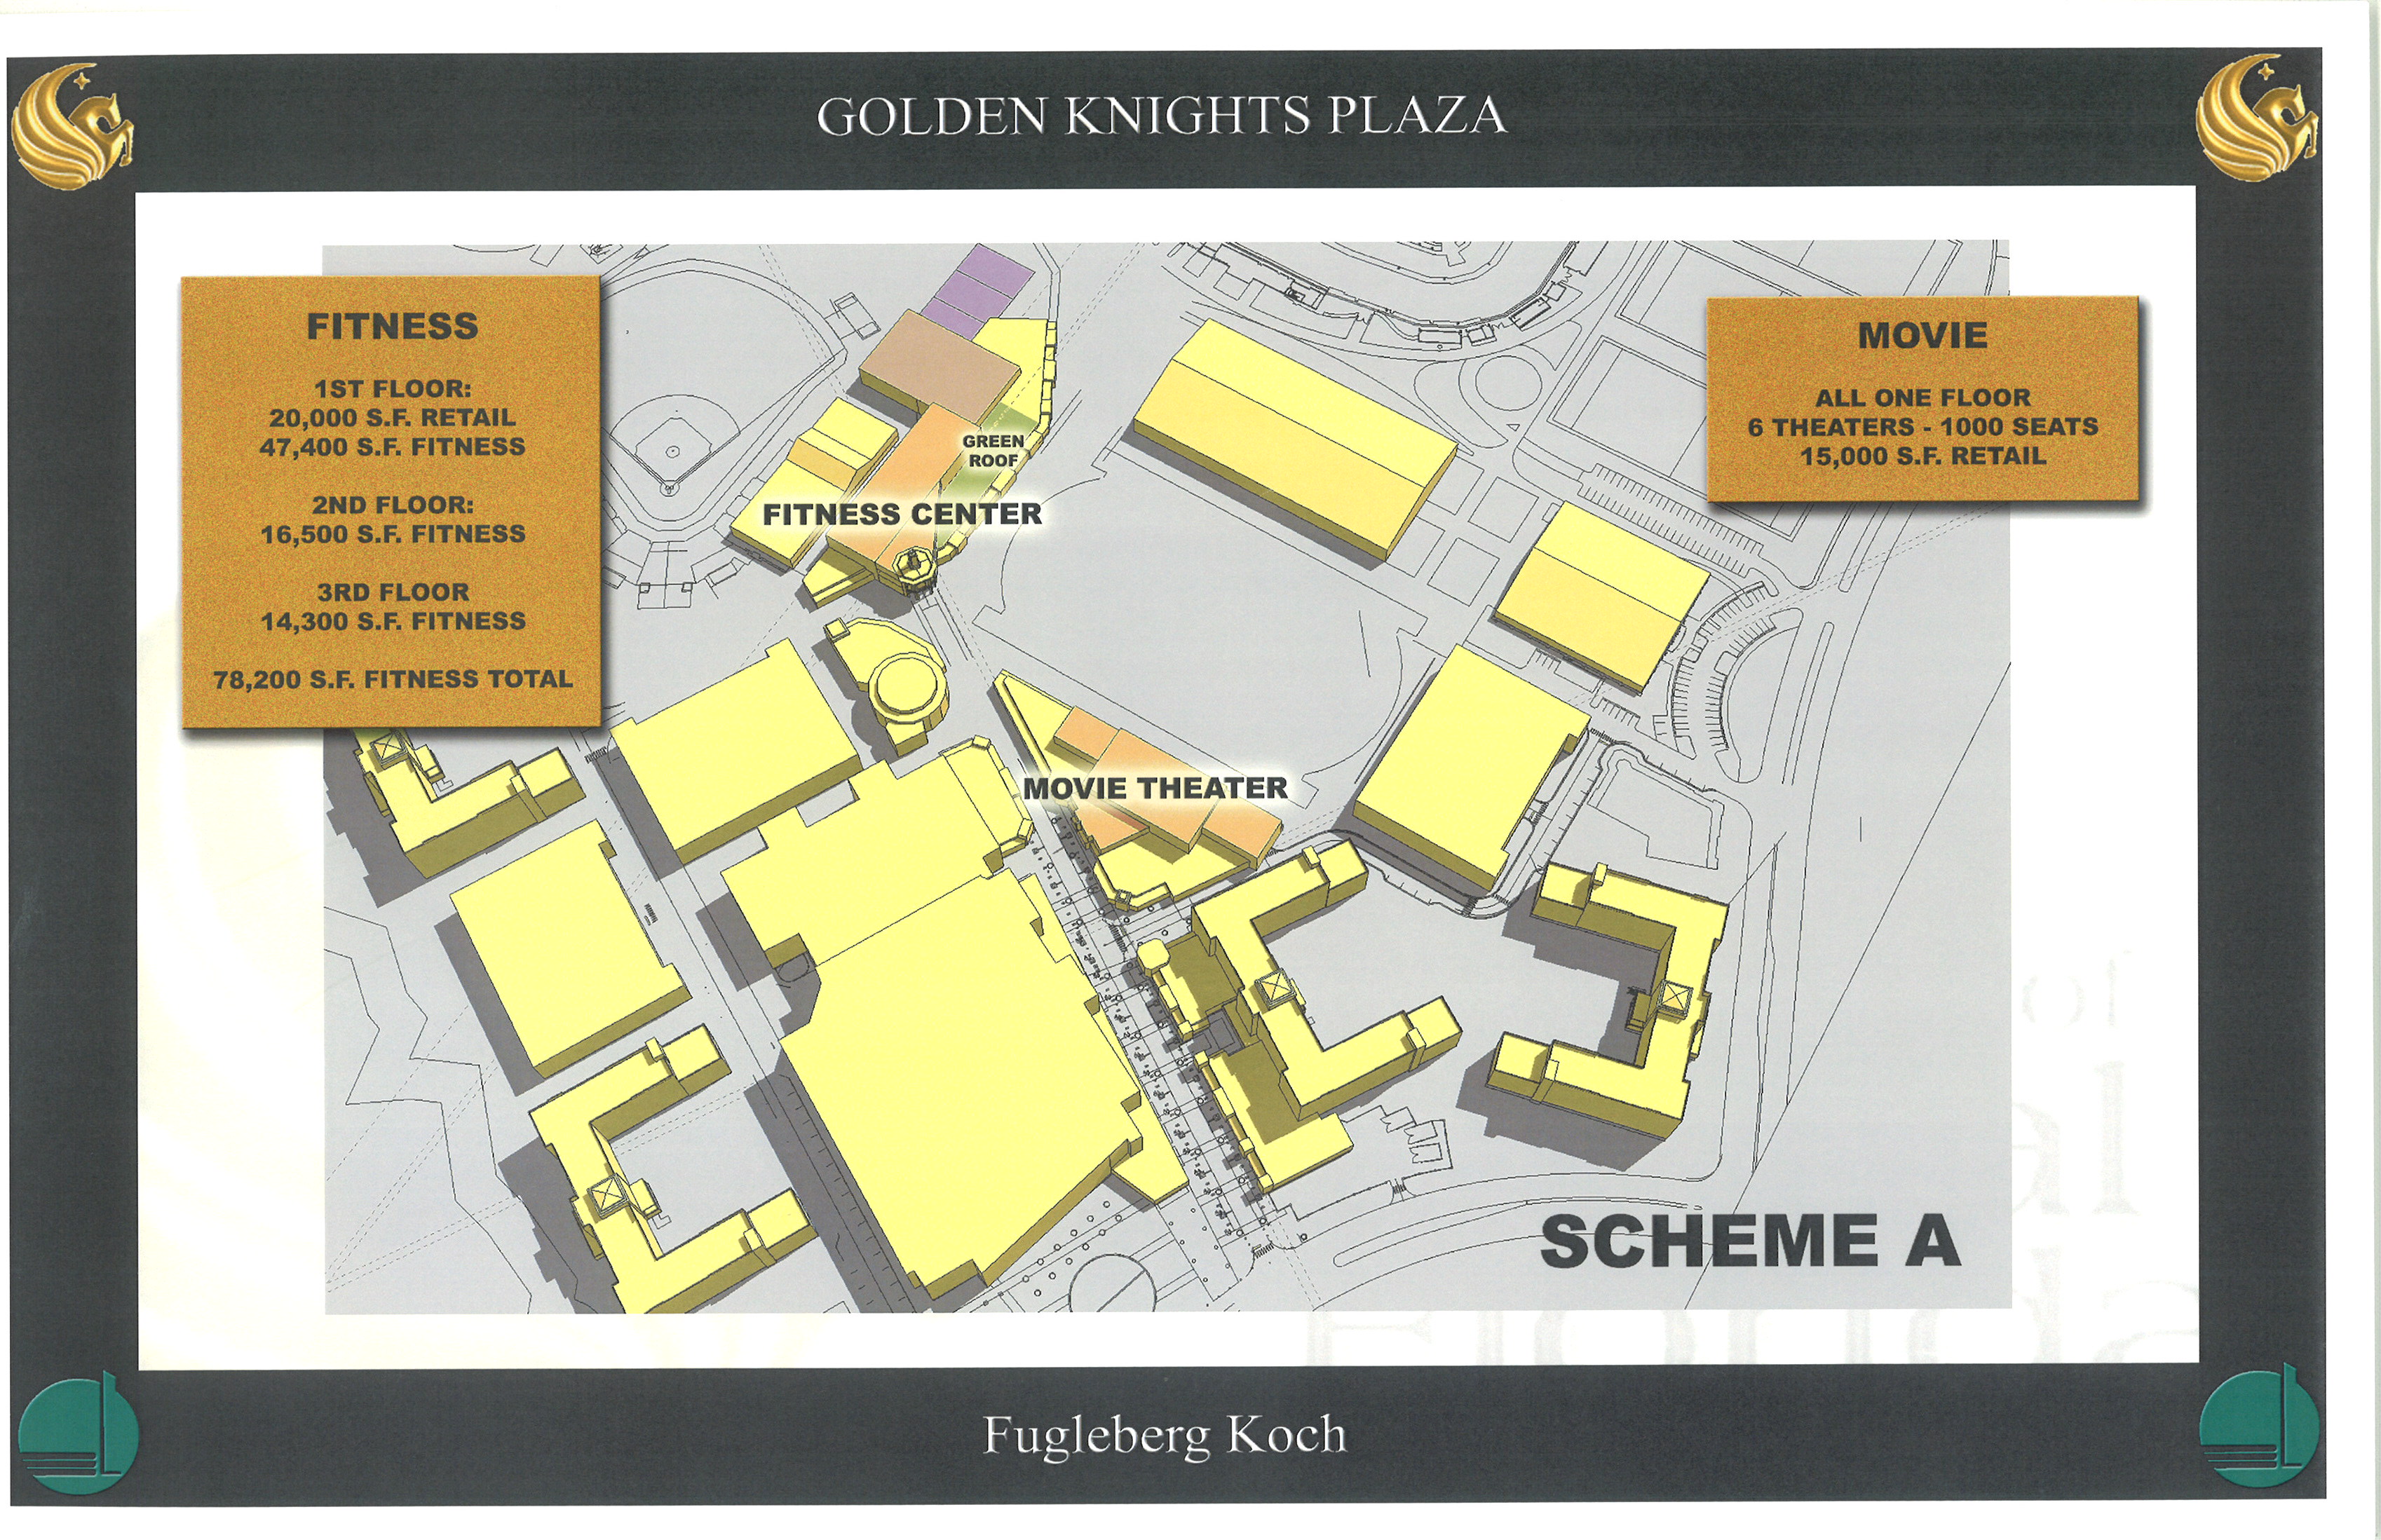 GOLDEN KNIGHTS PLAZA
FITNESS
1ST FLOOR:
20,000 S.F. RETAIL
47,400 S.F. FITNESS
2ND FLOOR:
16,500 S.F. FITNESS
3RD FLOOR
14,300 S.F. FITNESS
78,200 S.F. FITNESS TOTAL
MOVIE
ALL ONE FLOOR
6 THEATERS - 1000 SEATS
15,000 S.F. RETAIL
GREEN
ROOF
FITNESS CENTER
MOVIE THEATER
SCHEME A
Fugleberg Koch